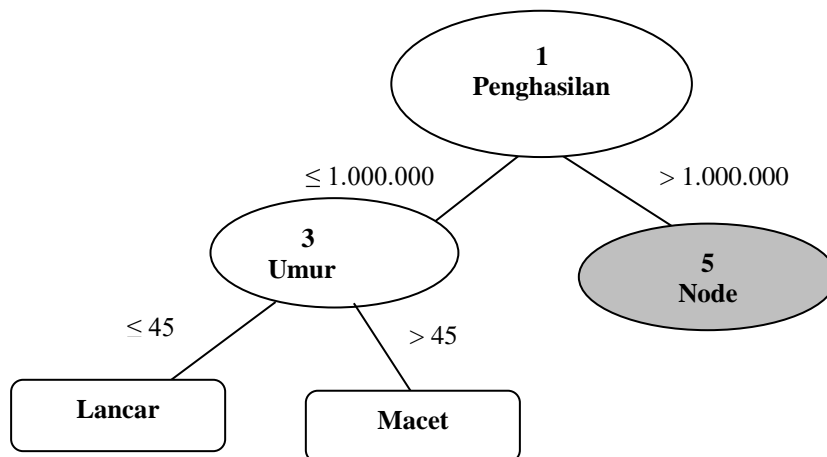 1
Penghasilan
≤ 1.000.000
> 1.000.000
3
Umur
5
Node
≤ 45
> 45
Lancar
Macet